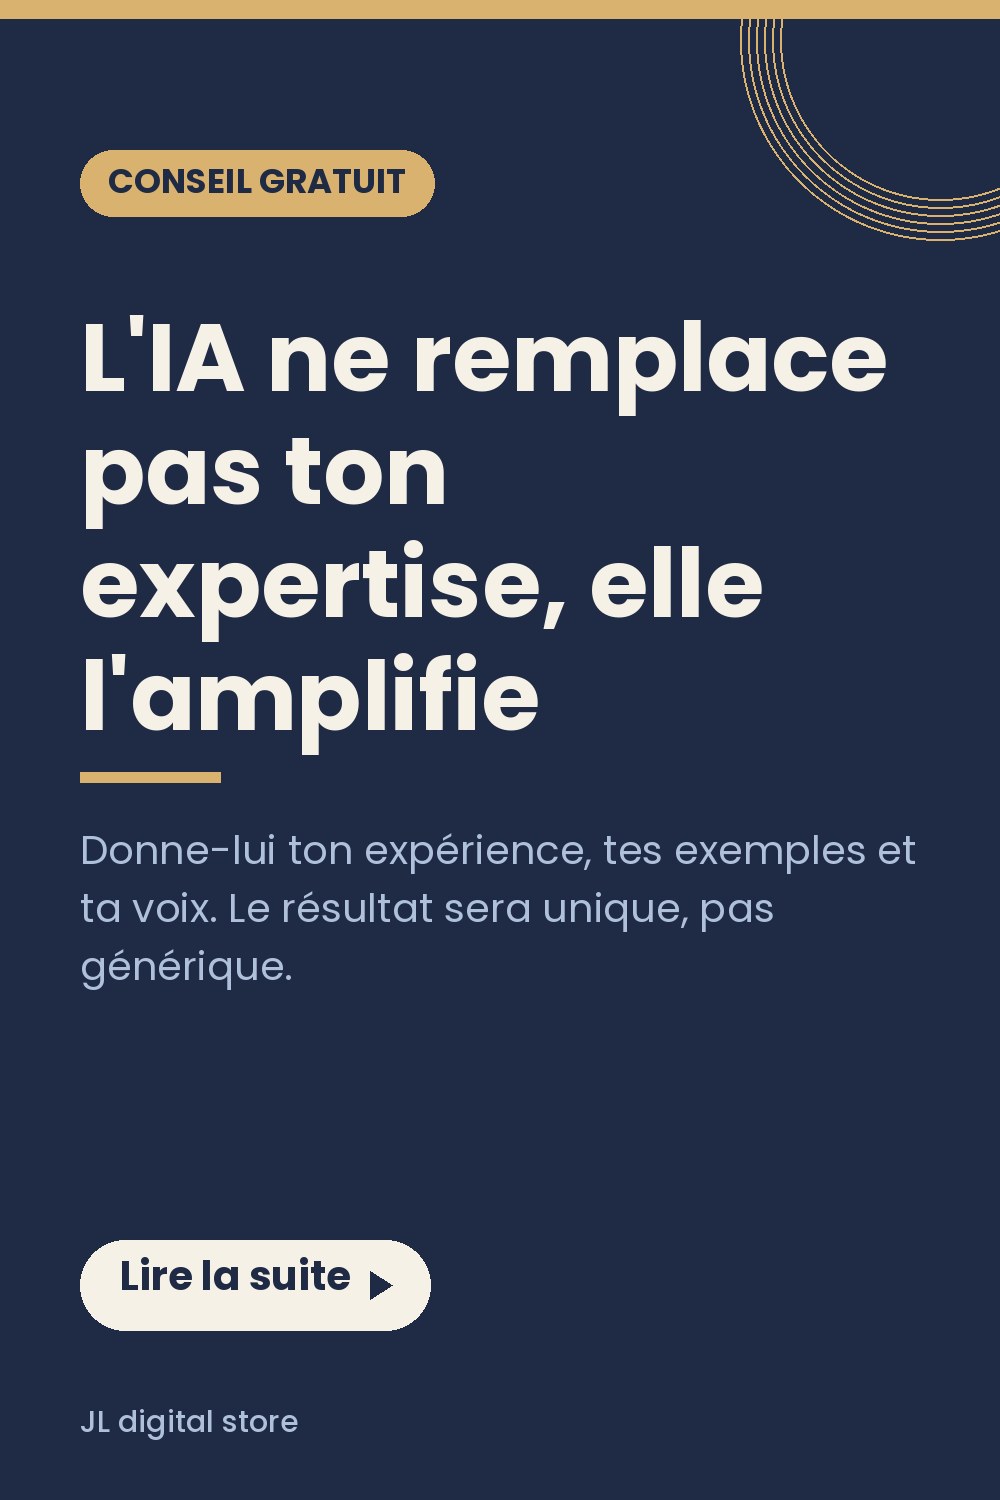 CONSEIL GRATUIT
L'IA ne remplace
pas ton
expertise, elle
l'amplifie
Donne-lui ton expérience, tes exemples et
ta voix. Le résultat sera unique, pas
générique.
Lire la suite
JL digital store